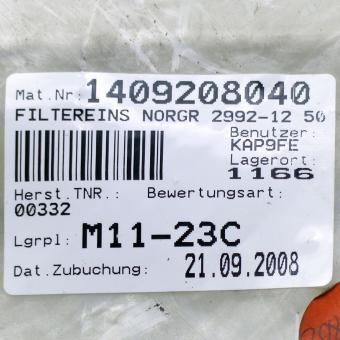 Mat.Nr: 1409208040
FILTEREINS NORGR 2992-12 50
Benutzer:
KAP9FE
Lagerort:
1166
Herst.TNR.: Bewertungsart:
00332
Lgrpl: M11-23C
Dat.Zubuchung: 21.09.2008